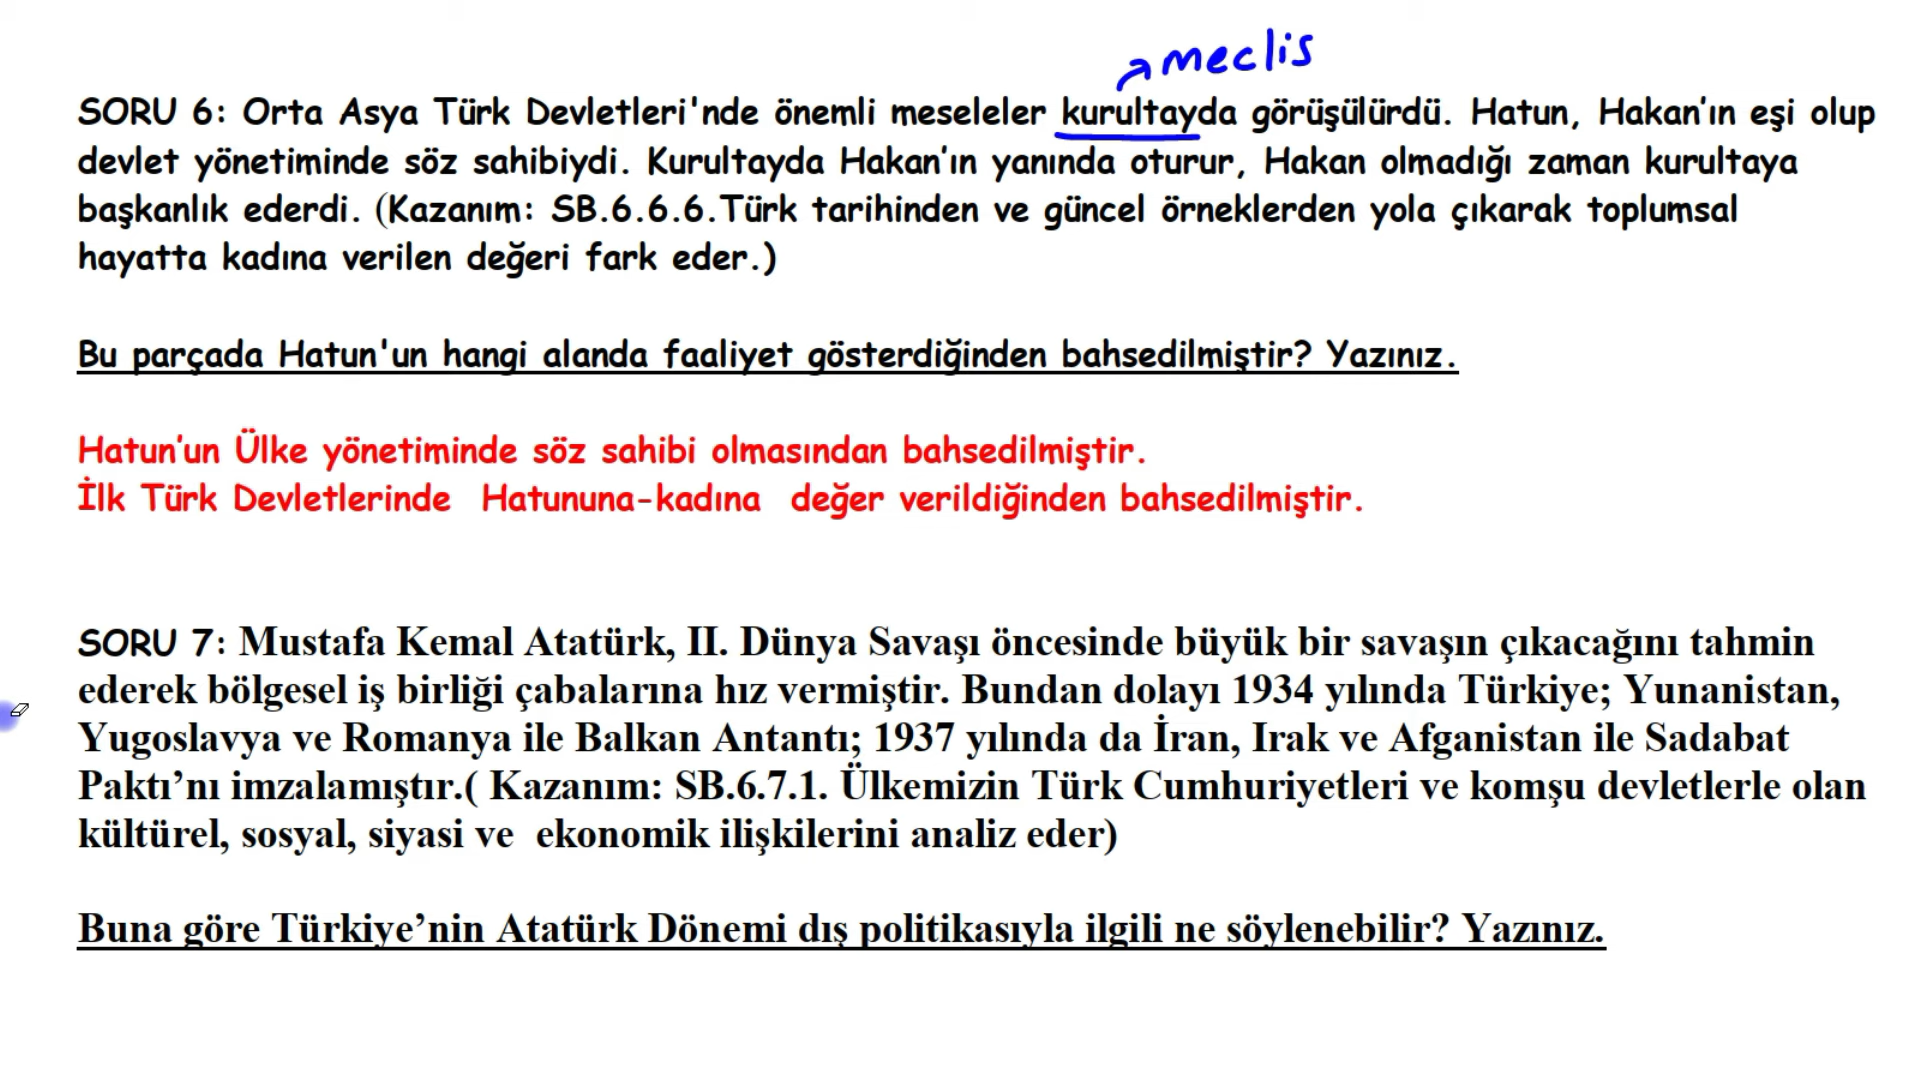 meclis
SORU 6: Orta Asya Türk Devletleri'nde önemli meseleler kurultayda görüşülürdü. Hatun, Hakan’ın eşi olup
devlet yönetiminde söz sahibiydi. Kurultayda Hakan’ın yanında oturur, Hakan olmadığı zaman kurultaya
başkanlık ederdi. (Kazanım: SB.6.6.6.Türk tarihinden ve güncel örneklerden yola çıkarak toplumsal
hayatta kadına verilen değeri fark eder.)
Bu parçada Hatun'un hangi alanda faaliyet gösterdiğinden bahsedilmiştir? Yazınız.
Hatun’un Ülke yönetiminde söz sahibi olmasından bahsedilmiştir.
İlk Türk Devletlerinde Hatununa-kadına değer verildiğinden bahsedilmiştir.
SORU 7: Mustafa Kemal Atatürk, II. Dünya Savaşı öncesinde büyük bir savaşın çıkacağını tahmin
ederek bölgesel iş birliği çabalarına hız vermiştir. Bundan dolayı 1934 yılında Türkiye; Yunanistan,
Yugoslavya ve Romanya ile Balkan Antantı; 1937 yılında da İran, Irak ve Afganistan ile Sadabat
Paktı’nı imzalamıştır.( Kazanım: SB.6.7.1. Ülkemizin Türk Cumhuriyetleri ve komşu devletlerle olan
kültürel, sosyal, siyasi ve ekonomik ilişkilerini analiz eder)
Buna göre Türkiye’nin Atatürk Dönemi dış politikasıyla ilgili ne söylenebilir? Yazınız.